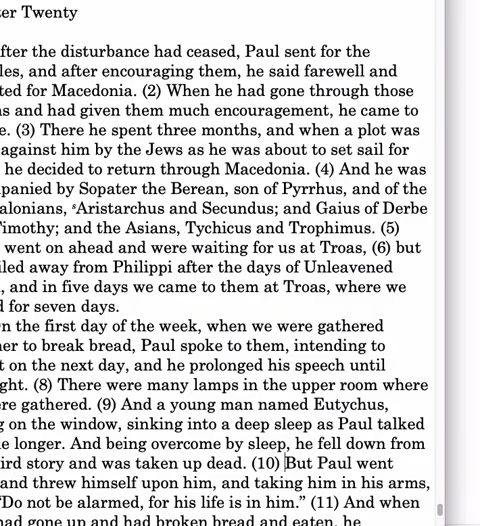 ter Twenty
fter the disturbance had ceased, Paul sent for the
les, and after encouraging them, he said farewell and
ted for Macedonia. (2) When he had gone through those
ns and had given them much encouragement, he came to
e. (3) There he spent three months, and when a plot was
against him by the Jews as he was about to set sail for
he decided to return through Macedonia. (4) And he was
panied by Sopater the Berean, son of Pyrrhus, and of the
alonians, ˢAristarchus and Secundus; and Gaius of Derbe
Timothy; and the Asians, Tychicus and Trophimus. (5)
went on ahead and were waiting for us at Troas, (6) but
iled away from Philippi after the days of Unleavened
, and in five days we came to them at Troas, where we
d for seven days.
n the first day of the week, when we were gathered
her to break bread, Paul spoke to them, intending to
t on the next day, and he prolonged his speech until
ght. (8) There were many lamps in the upper room where
ere gathered. (9) And a young man named Eutychus,
g on the window, sinking into a deep sleep as Paul talked
e longer. And being overcome by sleep, he fell down from
ird story and was taken up dead. (10) But Paul went
and threw himself upon him, and taking him in his arms,
“Do not be alarmed, for his life is in him.” (11) And when
had gone up and had broken bread and eaten, he